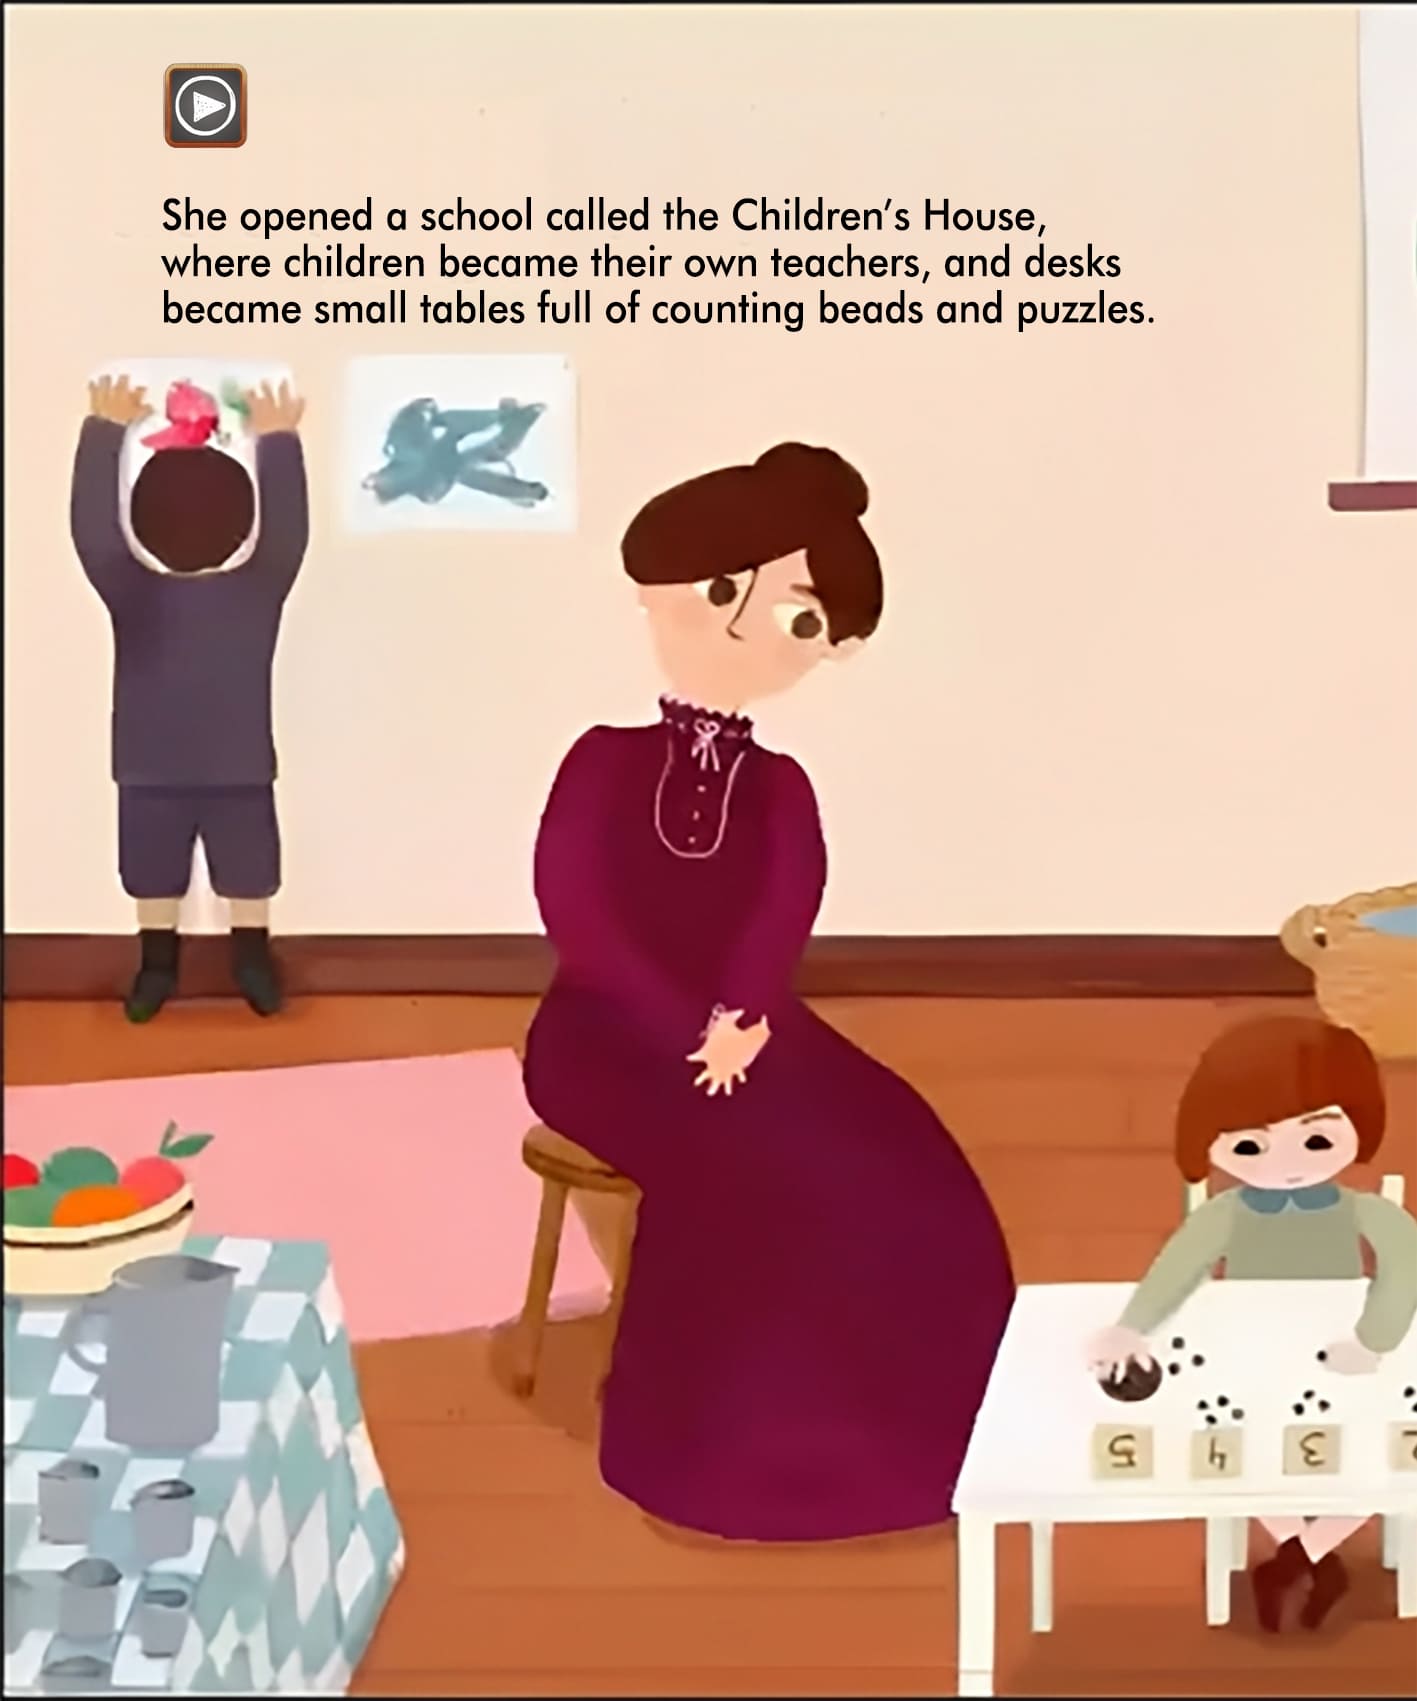 She opened a school called the Children's House,
where children became their own teachers, and desks
became small tables full of counting beads and puzzles.
5 4 3 2